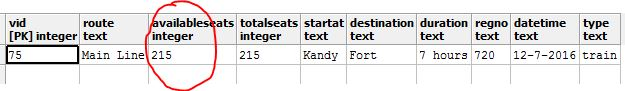 vid route availableseats totalseats startat destination duration regno datetime type
[PK] integer text integer integer text text text text text text
75 Main Line 215 215 Kandy Fort 7 hours 720 12-7-2016 train